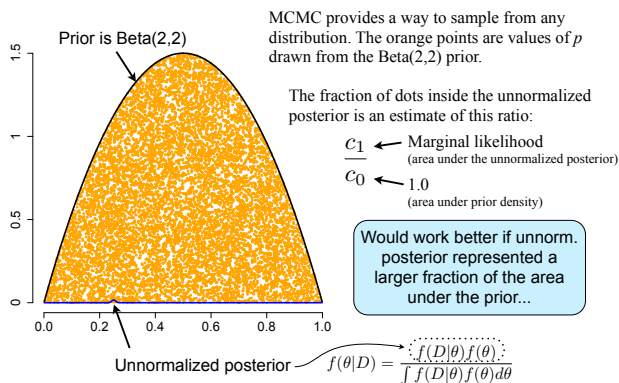 Prior is Beta(2,2)
MCMC provides a way to sample from any
distribution. The orange points are values of p
drawn from the Beta(2,2) prior.
The fraction of dots inside the unnormalized
posterior is an estimate of this ratio:
c₁
Marginal likelihood
(area under the unnormalized posterior)
c₀
1.0
(area under prior density)
Would work better if unnorm.
posterior represented a
larger fraction of the area
under the prior...
1.5
1
0.5
0
0.0 0.2 0.4 0.6 0.8 1.0
Unnormalized posterior
f(θ|D) = f(D|θ)f(θ) / ∫ f(D|θ)f(θ)dθ